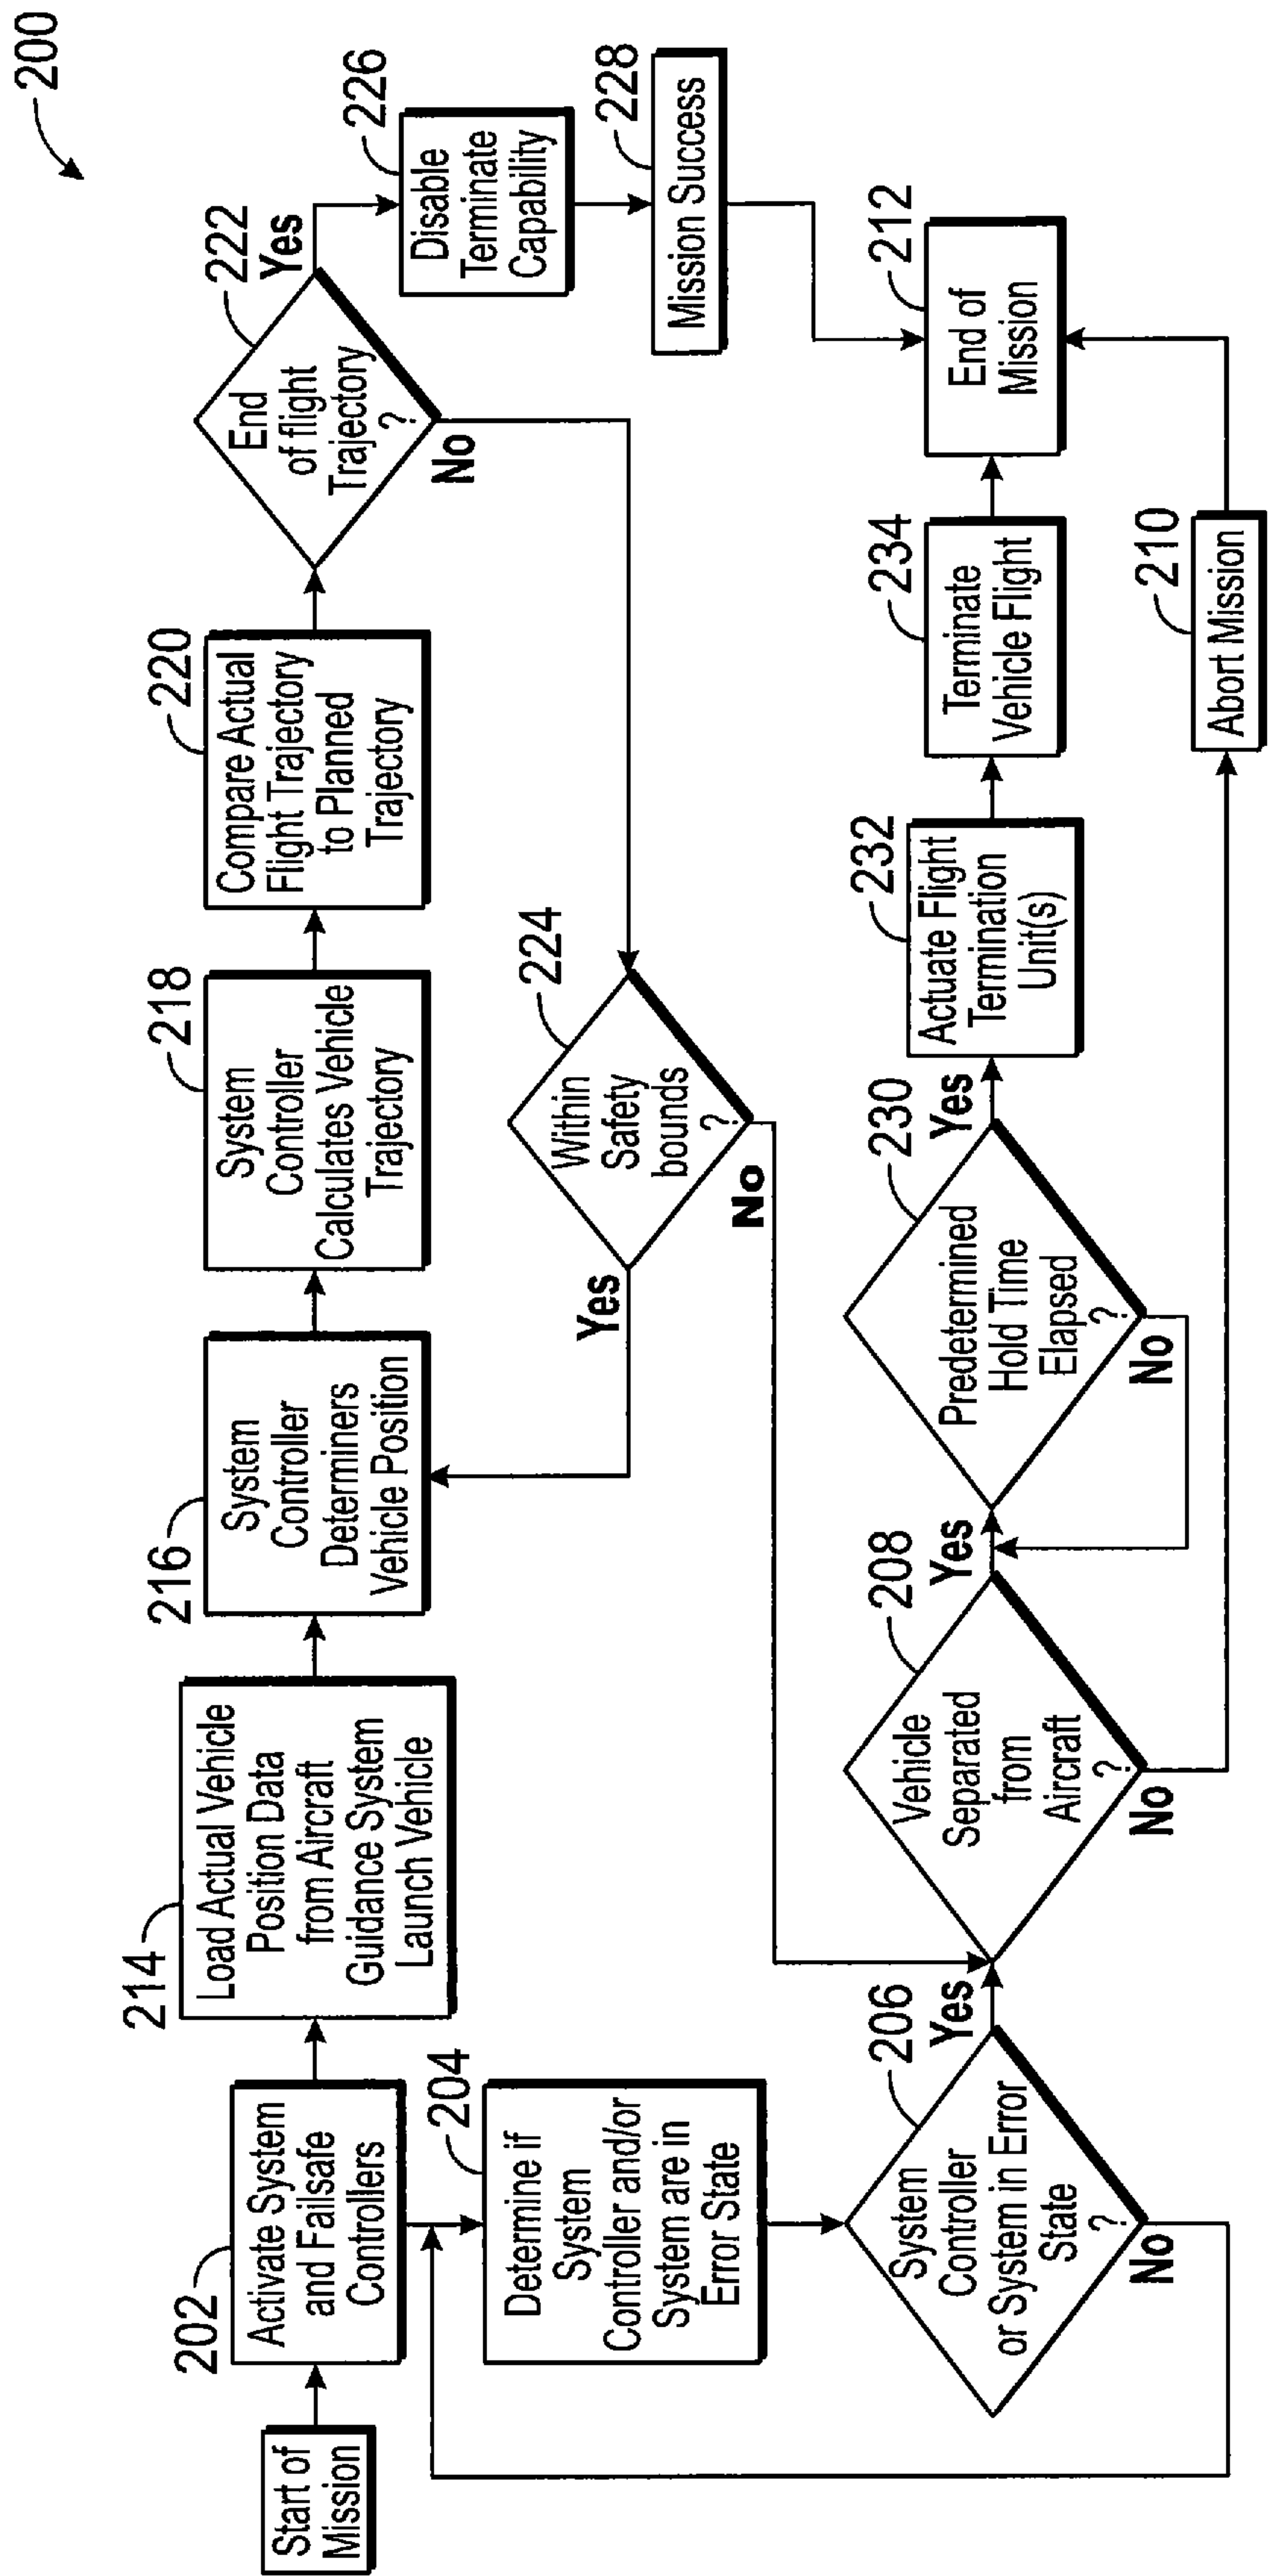 200
Start of
Mission
202
Activate System
and Failsafe
Controllers
214
Load Actual Vehicle
Position Data
from Aircraft
Guidance System
Launch Vehicle
216
System
Controller
Determiners
Vehicle Position
218
System
Controller
Calculates Vehicle
Trajectory
220
Compare Actual
Flight Trajectory
to Planned
Trajectory
222
End
of flight
Trajectory
?
Yes
No
226
Disable
Terminate
Capability
228
Mission Success
224
Within
Safety
bounds
?
Yes
No
204
Determine if
System
Controller and/or
System are in
Error State
206
System
Controller
or System in Error
State
?
Yes
No
208
Vehicle
Separated
from
Aircraft
?
Yes
No
230
Predetermined
Hold Time
Elapsed
?
Yes
No
232
Actuate Flight
Termination
Unit(s)
234
Terminate
Vehicle Flight
212
End of
Mission
210
Abort Mission